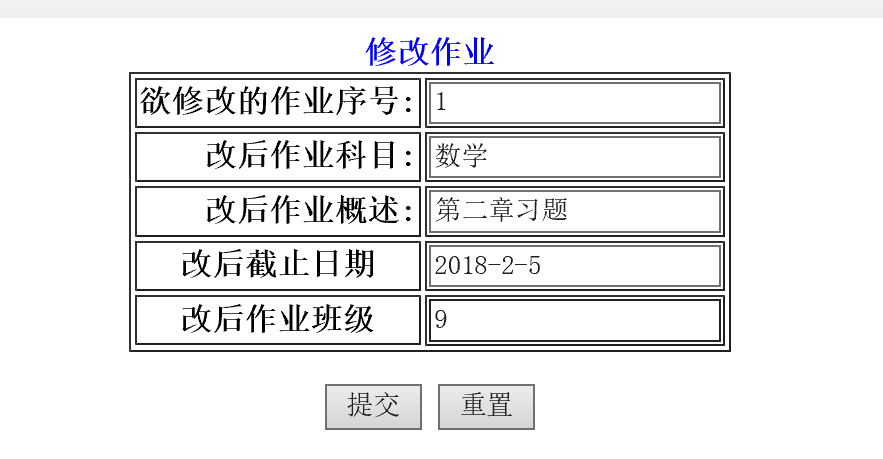 修改作业
欲修改的作业序号: 1
改后作业科目: 数学
改后作业概述: 第二章习题
改后截止日期 2018-2-5
改后作业班级 9
提交 重置